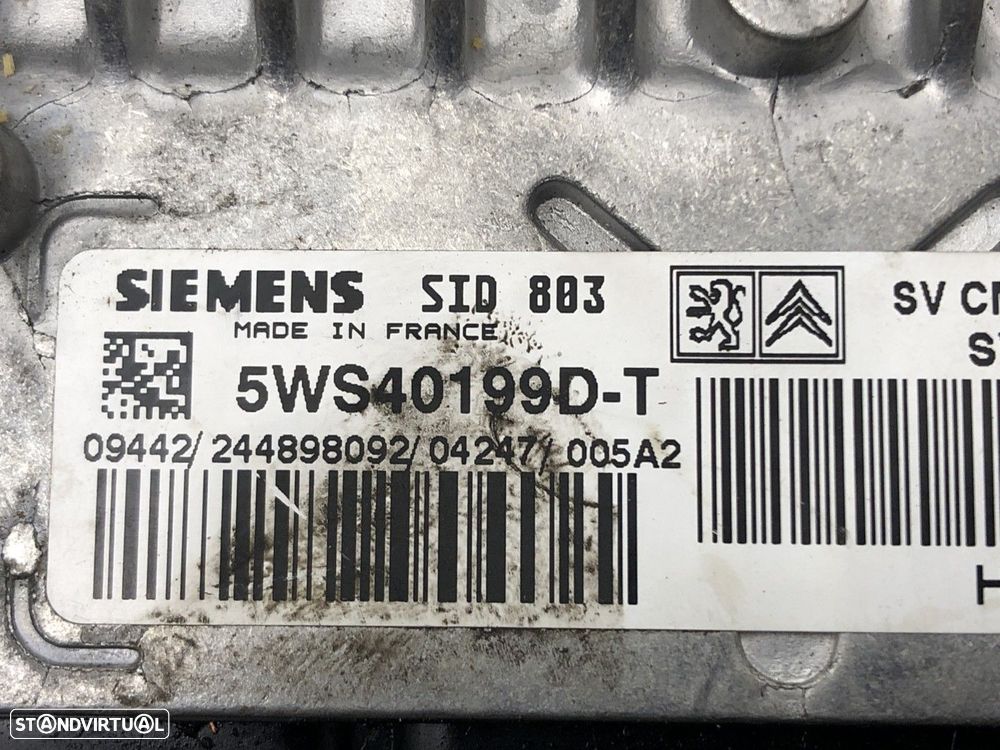 SIEMENS SID 803
MADE IN FRANCE
5WS40199D-T
09442/244898092/04247/005A2
SV
STANDVIRTUAL